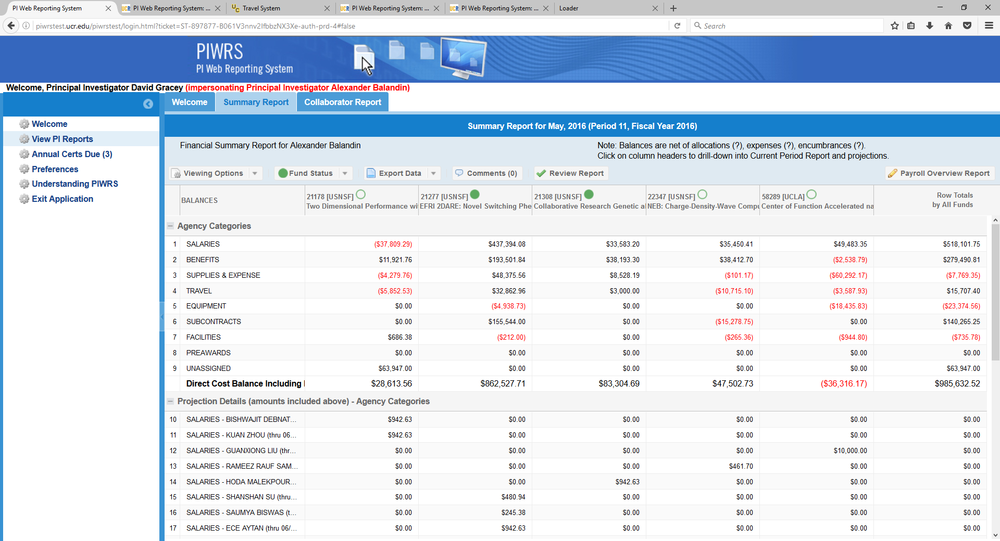 PI Web Reporting System
PI Web Reporting System: ...
Travel System
PI Web Reporting System: ...
PI Web Reporting System: ...
Loader
piwrstest.ucr.edu/piwrstest/login.html?ticket=ST-897877-B061V3nnv2IfbbzNX3Xe-auth-prd-4#false
Search
PIWRS
PI Web Reporting System
Welcome, Principal Investigator David Gracey (impersonating Principal Investigator Alexander Balandin)
Welcome
View PI Reports
Annual Certs Due (3)
Preferences
Understanding PIWRS
Exit Application
Welcome Summary Report Collaborator Report
Summary Report for May, 2016 (Period 11, Fiscal Year 2016)
Financial Summary Report for Alexander Balandin
Note: Balances are net of allocations (?), expenses (?), encumbrances (?).
Click on column headers to drill-down into Current Period Report and projections.
Viewing Options Fund Status Export Data Comments (0) Review Report Payroll Overview Report
BALANCES
21178 [USNSF]
Two Dimensional Performance wi
21277 [USNSF]
EFRI 2DARE: Novel Switching Phe
21308 [USNSF]
Collaborative Research Genetic al
22347 [USNSF]
NEB: Charge-Density-Wave Compu
58289 [UCLA]
Center of Function Accelerated na
Row Totals
by All Funds
Agency Categories
1 SALARIES ($37,809.29) $437,394.08 $33,583.20 $35,450.41 $49,483.35 $518,101.75
2 BENEFITS $11,921.76 $193,501.84 $38,193.30 $38,412.70 ($2,538.79) $279,490.81
3 SUPPLIES & EXPENSE ($4,279.76) $48,375.56 $8,528.19 ($101.17) ($60,292.17) ($7,769.35)
4 TRAVEL ($5,852.53) $32,862.96 $3,000.00 ($10,715.10) ($3,587.93) $15,707.40
5 EQUIPMENT $0.00 ($4,938.73) $0.00 $0.00 ($18,435.83) ($23,374.56)
6 SUBCONTRACTS $0.00 $155,544.00 $0.00 ($15,278.75) $0.00 $140,265.25
7 FACILITIES $686.38 ($212.00) $0.00 ($265.36) ($944.80) ($735.78)
8 PREAWARDS $0.00 $0.00 $0.00 $0.00 $0.00 $0.00
9 UNASSIGNED $63,947.00 $0.00 $0.00 $0.00 $0.00 $63,947.00
Direct Cost Balance Including $28,613.56 $862,527.71 $83,304.69 $47,502.73 ($36,316.17) $985,632.52
Projection Details (amounts included above) - Agency Categories
10 SALARIES - BISHWAJIT DEBNAT... $942.63 $0.00 $0.00 $0.00 $0.00 $0.00
11 SALARIES - KUAN ZHOU (thru 06... $942.63 $0.00 $0.00 $0.00 $0.00 $0.00
12 SALARIES - GUANXIONG LIU (thr... $0.00 $0.00 $0.00 $0.00 $10,000.00 $0.00
13 SALARIES - RAMEEZ RAUF SAM... $0.00 $0.00 $0.00 $461.70 $0.00 $0.00
14 SALARIES - HODA MALEKPOUR... $0.00 $0.00 $942.63 $0.00 $0.00 $0.00
15 SALARIES - SHANSHAN SU (thru... $0.00 $480.94 $0.00 $0.00 $0.00 $0.00
16 SALARIES - SAUMYA BISWAS (t... $0.00 $245.38 $0.00 $0.00 $0.00 $0.00
17 SALARIES - ECE AYTAN (thru 06/... $0.00 $942.63 $0.00 $0.00 $0.00 $0.00